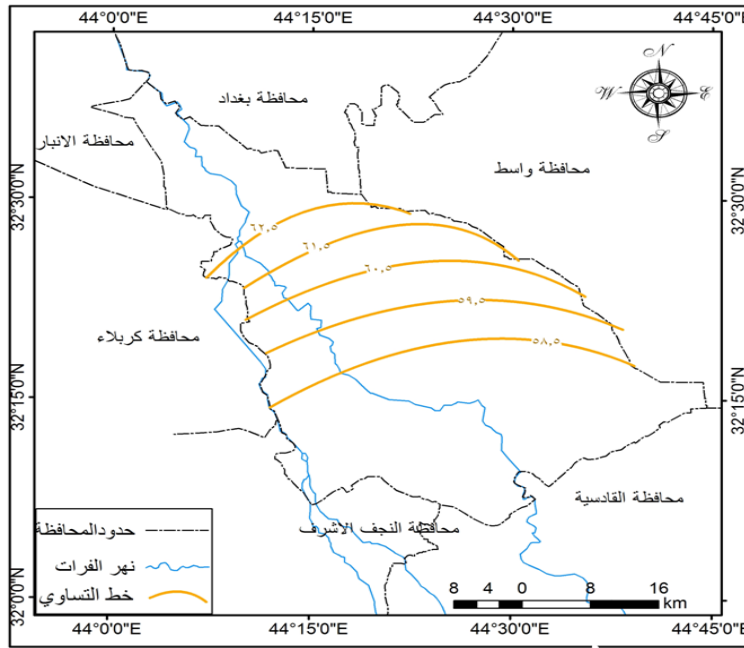 44°0'0"E 44°15'0"E 44°30'0"E 44°45'0"E
N
W E
S
محافظة بغداد
محافظة الانبار
محافظة واسط
32°30'0"N 32°30'0"N
٦٢,٥
٦١,٥
٦٠,٥
٥٩,٥
محافظة كربلاء
٥٨,٥
32°15'0"N 32°15'0"N
محافظة القادسية
محافظة النجف الاشرف
حدودالمحافظة
نهر الفرات
خط التساوي
32°0'0"N 32°0'0"N
8 4 0 8 16
km
44°0'0"E 44°15'0"E 44°30'0"E 44°45'0"E